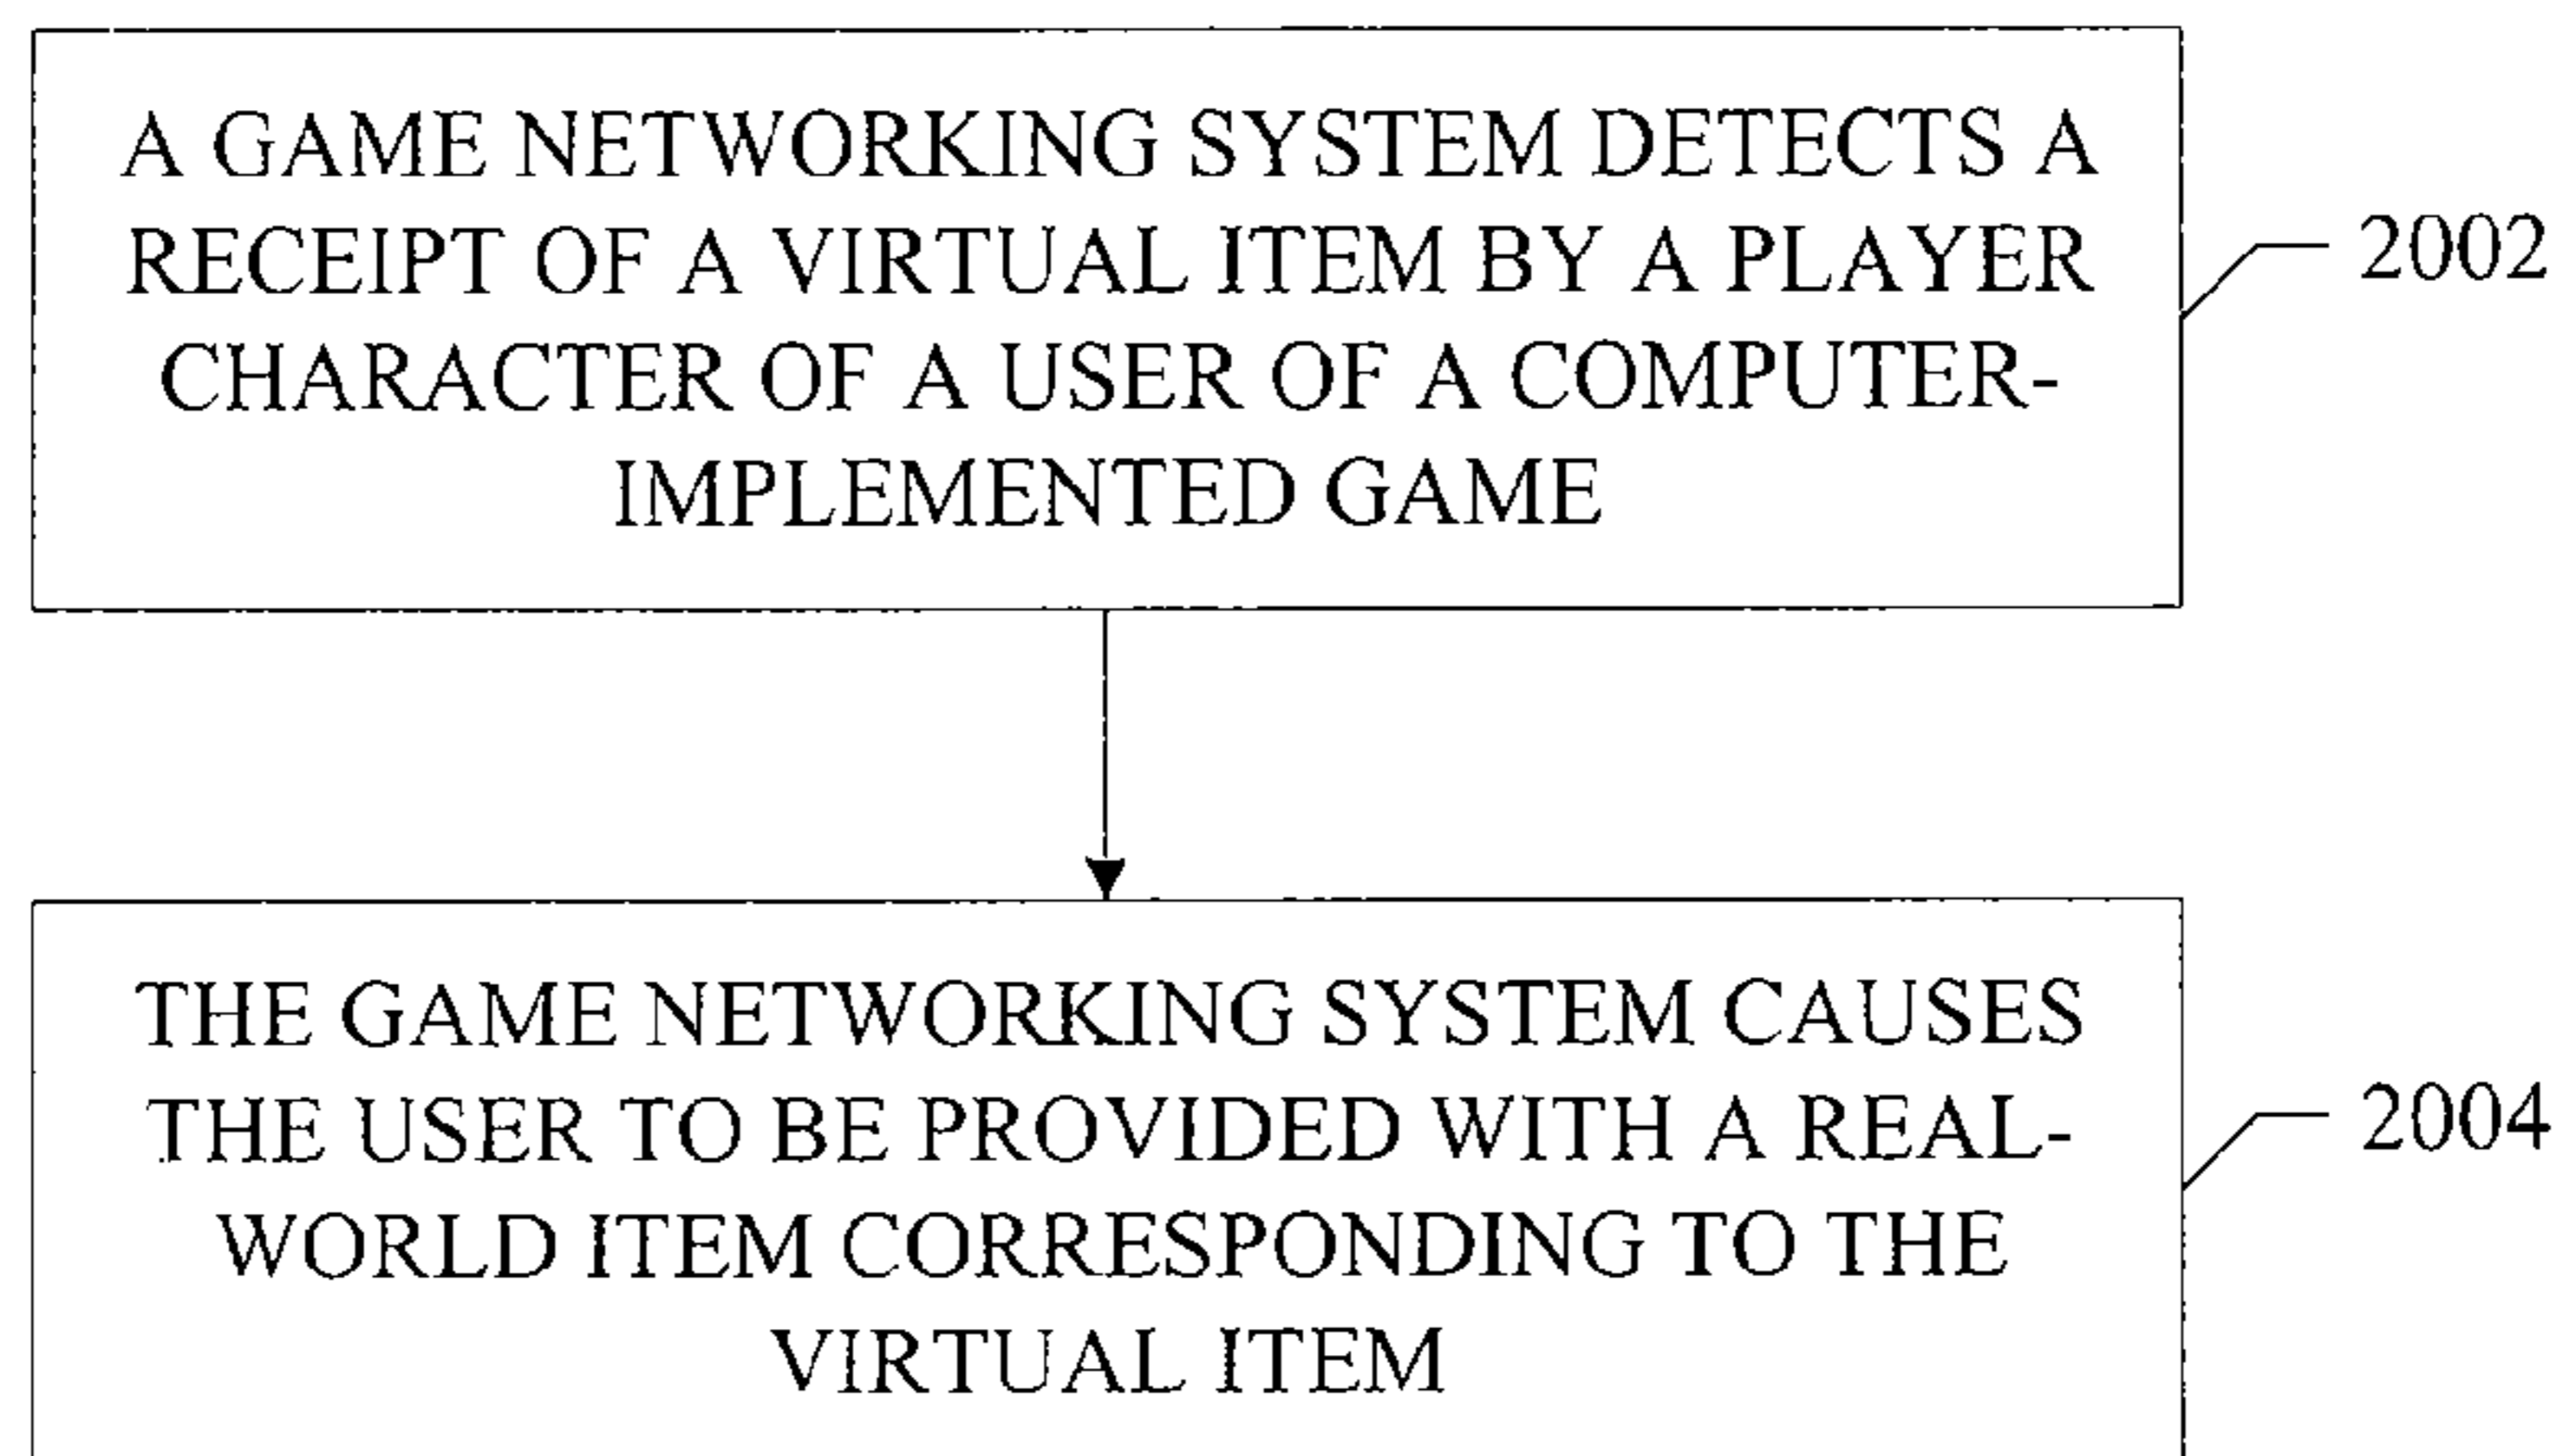 A GAME NETWORKING SYSTEM DETECTS A
RECEIPT OF A VIRTUAL ITEM BY A PLAYER
CHARACTER OF A USER OF A COMPUTER-
IMPLEMENTED GAME
2002
THE GAME NETWORKING SYSTEM CAUSES
THE USER TO BE PROVIDED WITH A REAL-
WORLD ITEM CORRESPONDING TO THE
VIRTUAL ITEM
2004